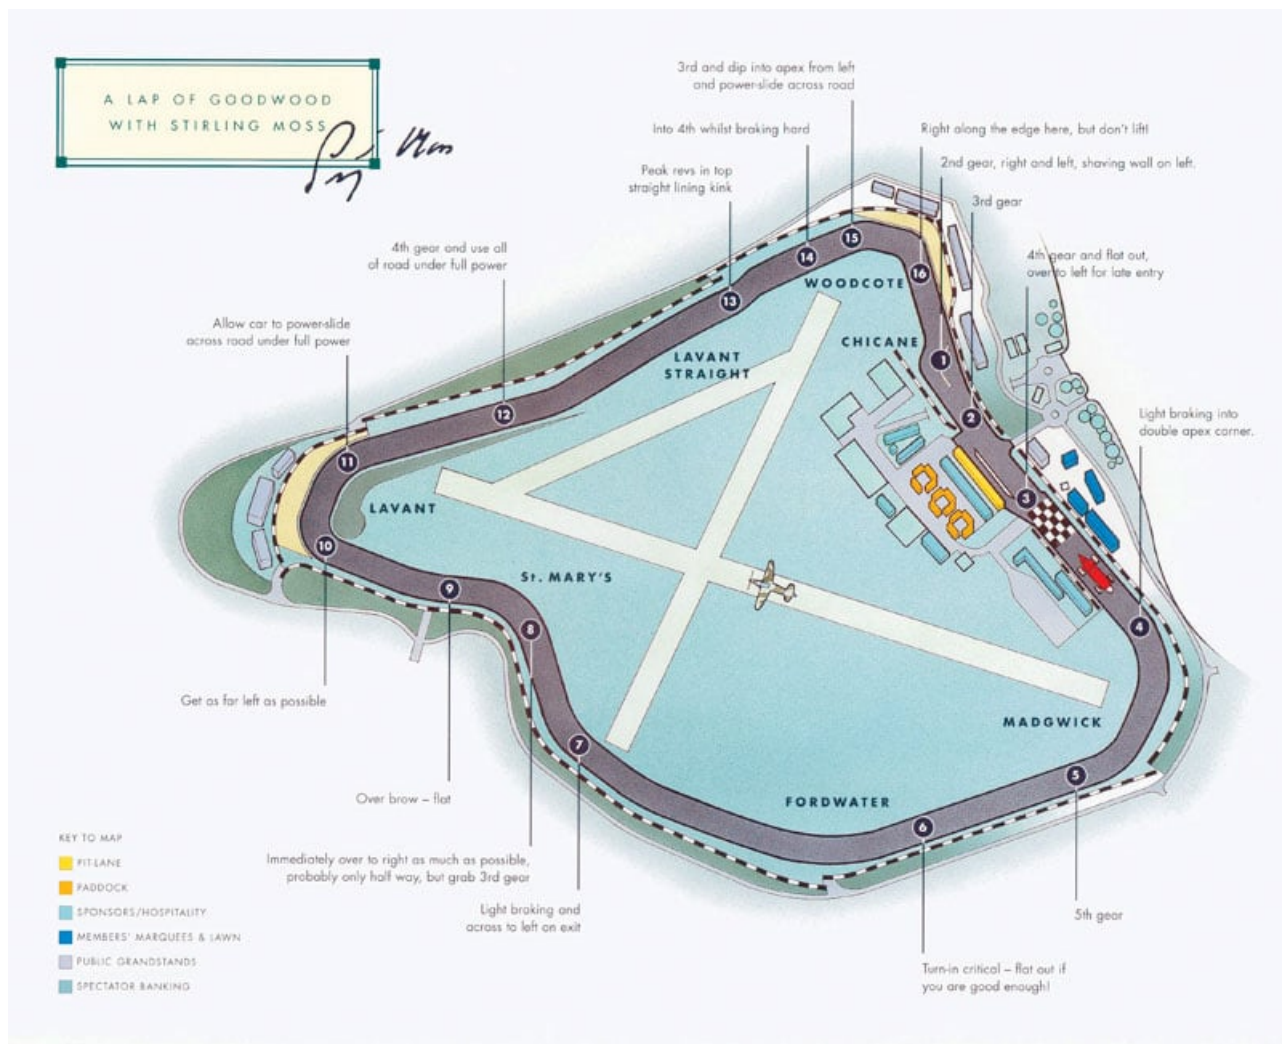 A LAP OF GOODWOOD
WITH STIRLING MOSS
3rd and dip into apex from left
and power-slide across road
Into 4th whilst braking hard
Right along the edge here, but don't lift!
Peak revs in top
straight lining kink
2nd gear, right and left, shaving wall on left.
3rd gear
4th gear and use all
of road under full power
4th gear and flat out,
over to left for late entry
Allow car to power-slide
across road under full power
Light braking into
double apex corner.
15
14
16
13
WOODCOTE
CHICANE
1
LAVANT
STRAIGHT
12
2
11
3
LAVANT
10
St. MARY'S
9
8
4
MADGWICK
7
5
FORDWATER
6
Get as far left as possible
Over brow – flat
Immediately over to right as much as possible,
probably only half way, but grab 3rd gear
Light braking and
across to left on exit
5th gear
Turn-in critical – flat out if
you are good enough!
KEY TO MAP
PIT-LANE
PADDOCK
SPONSORS/HOSPITALITY
MEMBERS' MARQUEES & LAWN
PUBLIC GRANDSTANDS
SPECTATOR BANKING